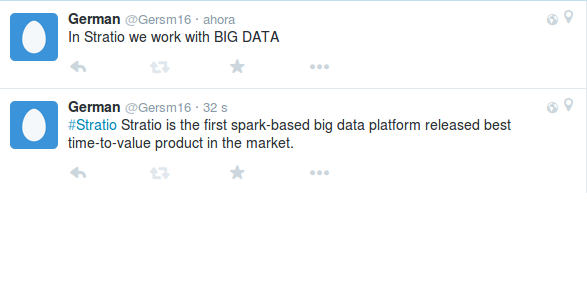 German @Gersm16 · ahora
In Stratio we work with BIG DATA
German @Gersm16 · 32 s
#Stratio Stratio is the first spark-based big data platform released best
time-to-value product in the market.